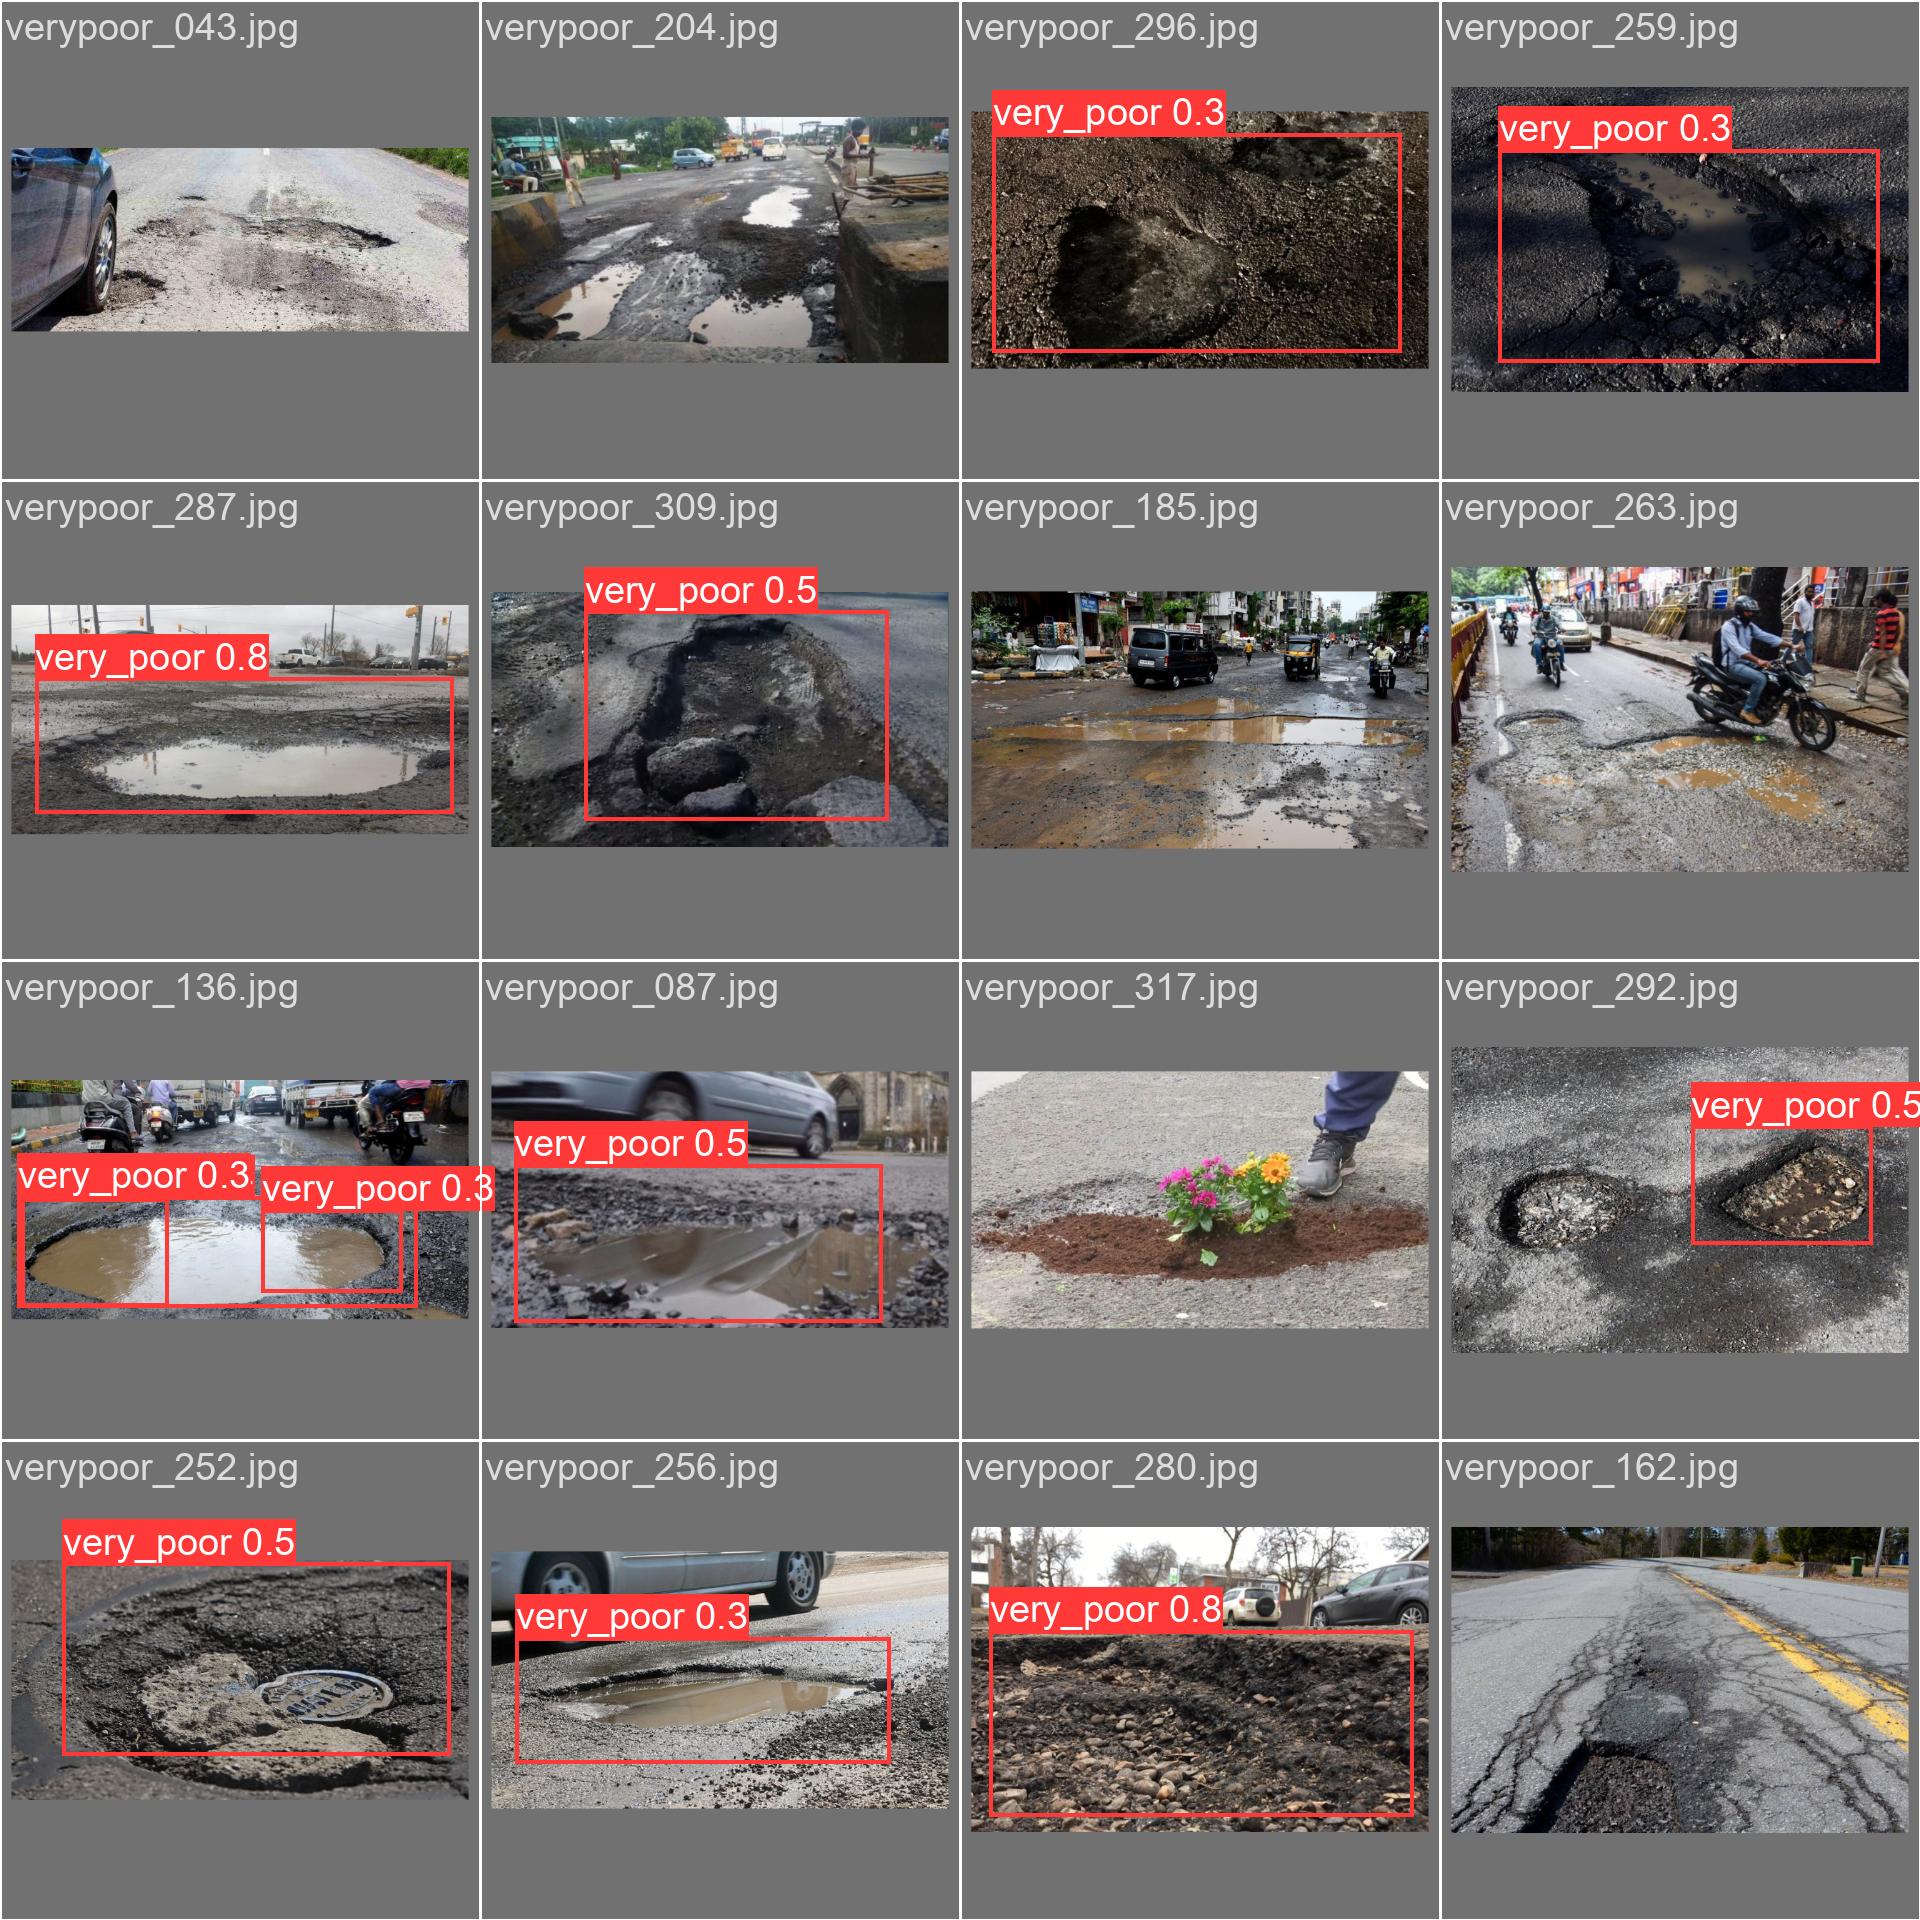 verypoor_043.jpg
verypoor_204.jpg
verypoor_296.jpg
verypoor_259.jpg
very_poor 0.3
very_poor 0.3
verypoor_287.jpg
verypoor_309.jpg
verypoor_185.jpg
verypoor_263.jpg
very_poor 0.8
very_poor 0.5
verypoor_136.jpg
verypoor_087.jpg
verypoor_317.jpg
verypoor_292.jpg
very_poor 0.3
very_poor 0.3
very_poor 0.5
very_poor 0.5
verypoor_252.jpg
verypoor_256.jpg
verypoor_280.jpg
verypoor_162.jpg
very_poor 0.5
very_poor 0.3
very_poor 0.8